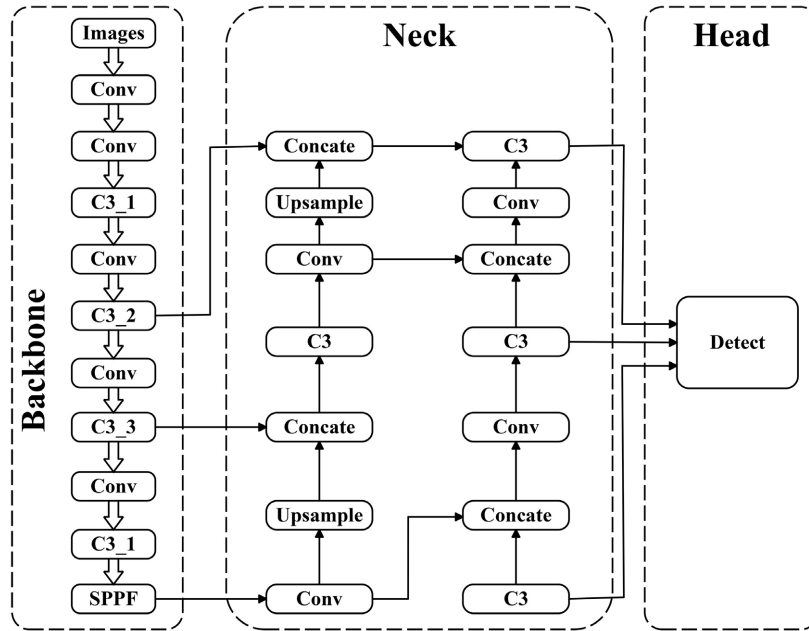 Backbone
Images
Conv
Conv
C3_1
Conv
C3_2
Conv
C3_3
Conv
C3_1
SPPF
Neck
Concate
Upsample
Conv
C3
Concate
Upsample
Conv
C3
Conv
Concate
C3
Conv
Concate
C3
Head
Detect